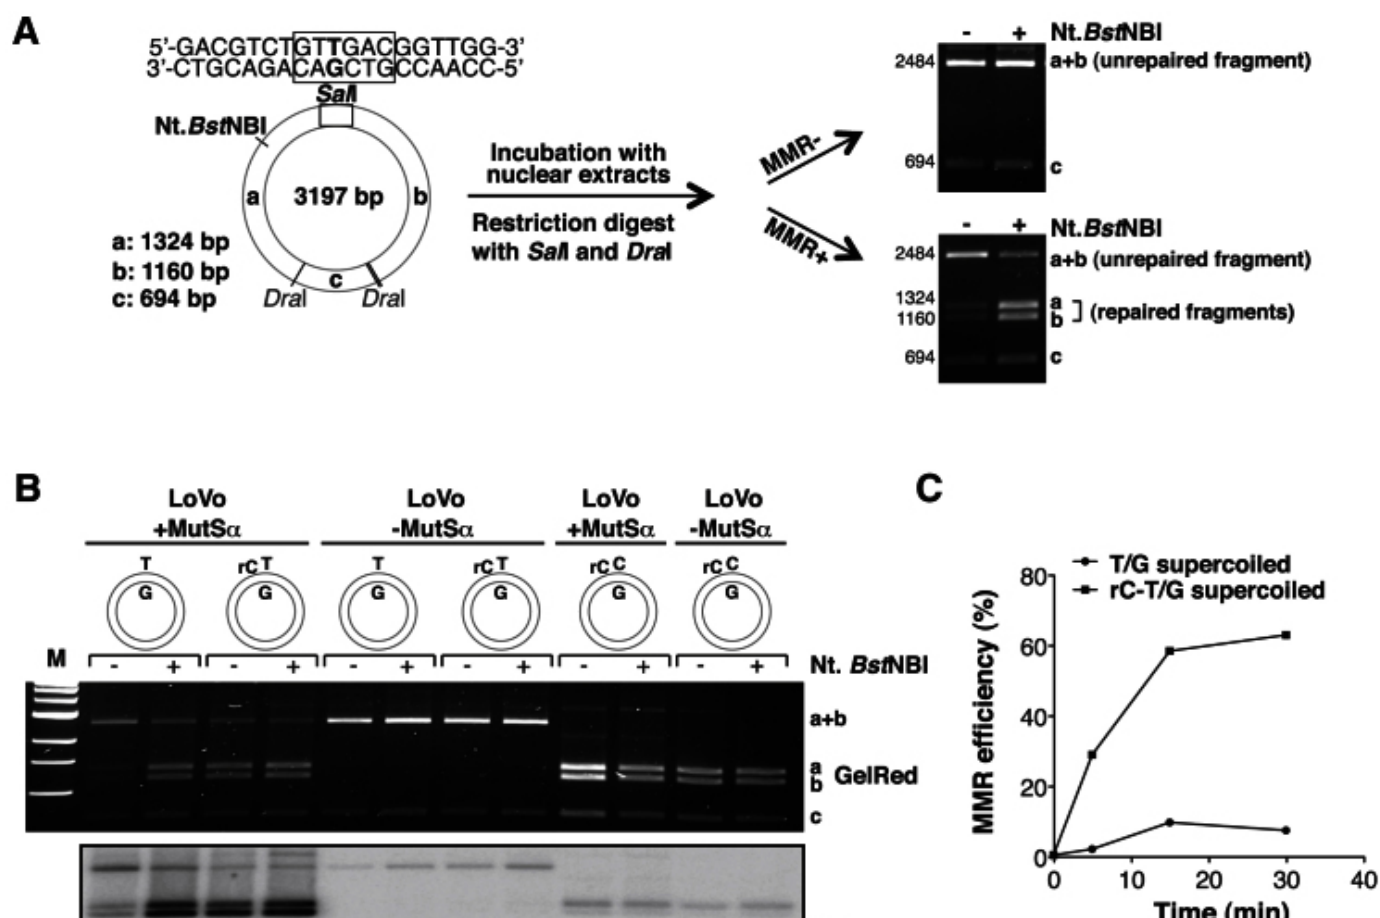 A
5'-GACGTCTGTTGACGGTTGG-3'
3'-CTGCAGACAGCTGCCAACC-5'
SalI
Nt.BstNBI
a
3197 bp
b
a: 1324 bp
b: 1160 bp
c: 694 bp
c
DraI DraI
Incubation with
nuclear extracts
Restriction digest
with SalI and DraI
MMR-
MMR+
- + Nt.BstNBI
2484 a+b (unrepaired fragment)
694 c
- + Nt.BstNBI
2484 a+b (unrepaired fragment)
1324 a
1160 b ] (repaired fragments)
694 c
B
LoVo LoVo LoVo LoVo
+MutSα -MutSα +MutSα -MutSα
T rC T T rC T rC C rC C
G G G G G G
M - + - + - + - + - + - + Nt. BstNBI
a+b
a
b GelRed
c
C
T/G supercoiled
rC-T/G supercoiled
MMR efficiency (%)
80
60
40
20
0
0 10 20 30 40
Time (min)